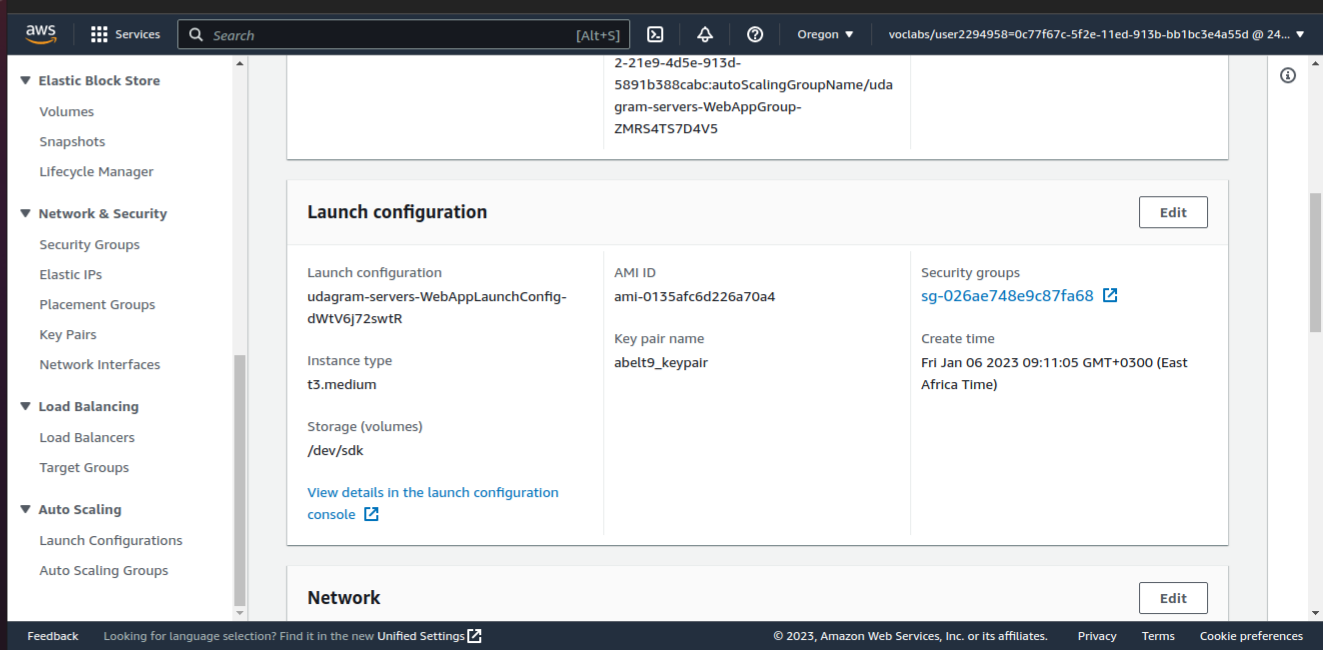 aws
Services
Search
[Alt+S]
Oregon
voclabs/user2294958=0c77f67c-5f2e-11ed-913b-bb1bc3e4a55d @ 24...
Elastic Block Store
Volumes
Snapshots
Lifecycle Manager
Network & Security
Security Groups
Elastic IPs
Placement Groups
Key Pairs
Network Interfaces
Load Balancing
Load Balancers
Target Groups
Auto Scaling
Launch Configurations
Auto Scaling Groups
2-21e9-4d5e-913d-
5891b388cabc:autoScalingGroupName/uda
gram-servers-WebAppGroup-
ZMRS4TS7D4V5
Launch configuration
Edit
Launch configuration
udagram-servers-WebAppLaunchConfig-
dWtV6j72swtR
Instance type
t3.medium
Storage (volumes)
/dev/sdk
View details in the launch configuration
console
AMI ID
ami-0135afc6d226a70a4
Key pair name
abelt9_keypair
Security groups
sg-026ae748e9c87fa68
Create time
Fri Jan 06 2023 09:11:05 GMT+0300 (East
Africa Time)
Network
Edit
Feedback
Looking for language selection? Find it in the new Unified Settings
© 2023, Amazon Web Services, Inc. or its affiliates.
Privacy
Terms
Cookie preferences